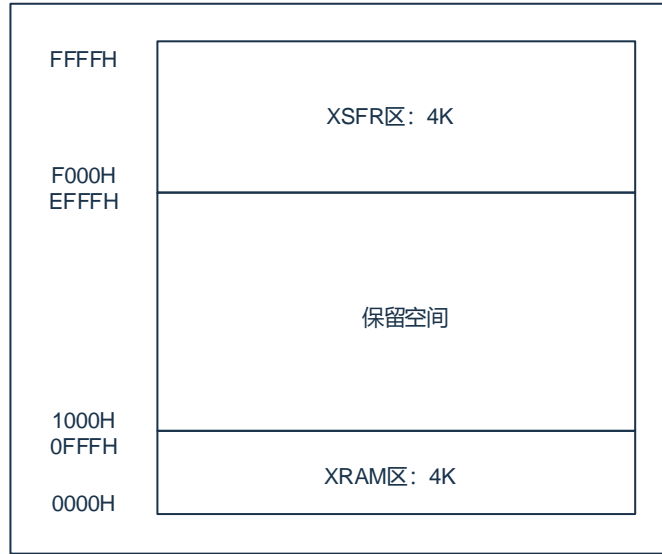 FFFFH
XSFR区：4K
F000H
EFFFH
保留空间
1000H
0FFFH
XRAM区：4K
0000H